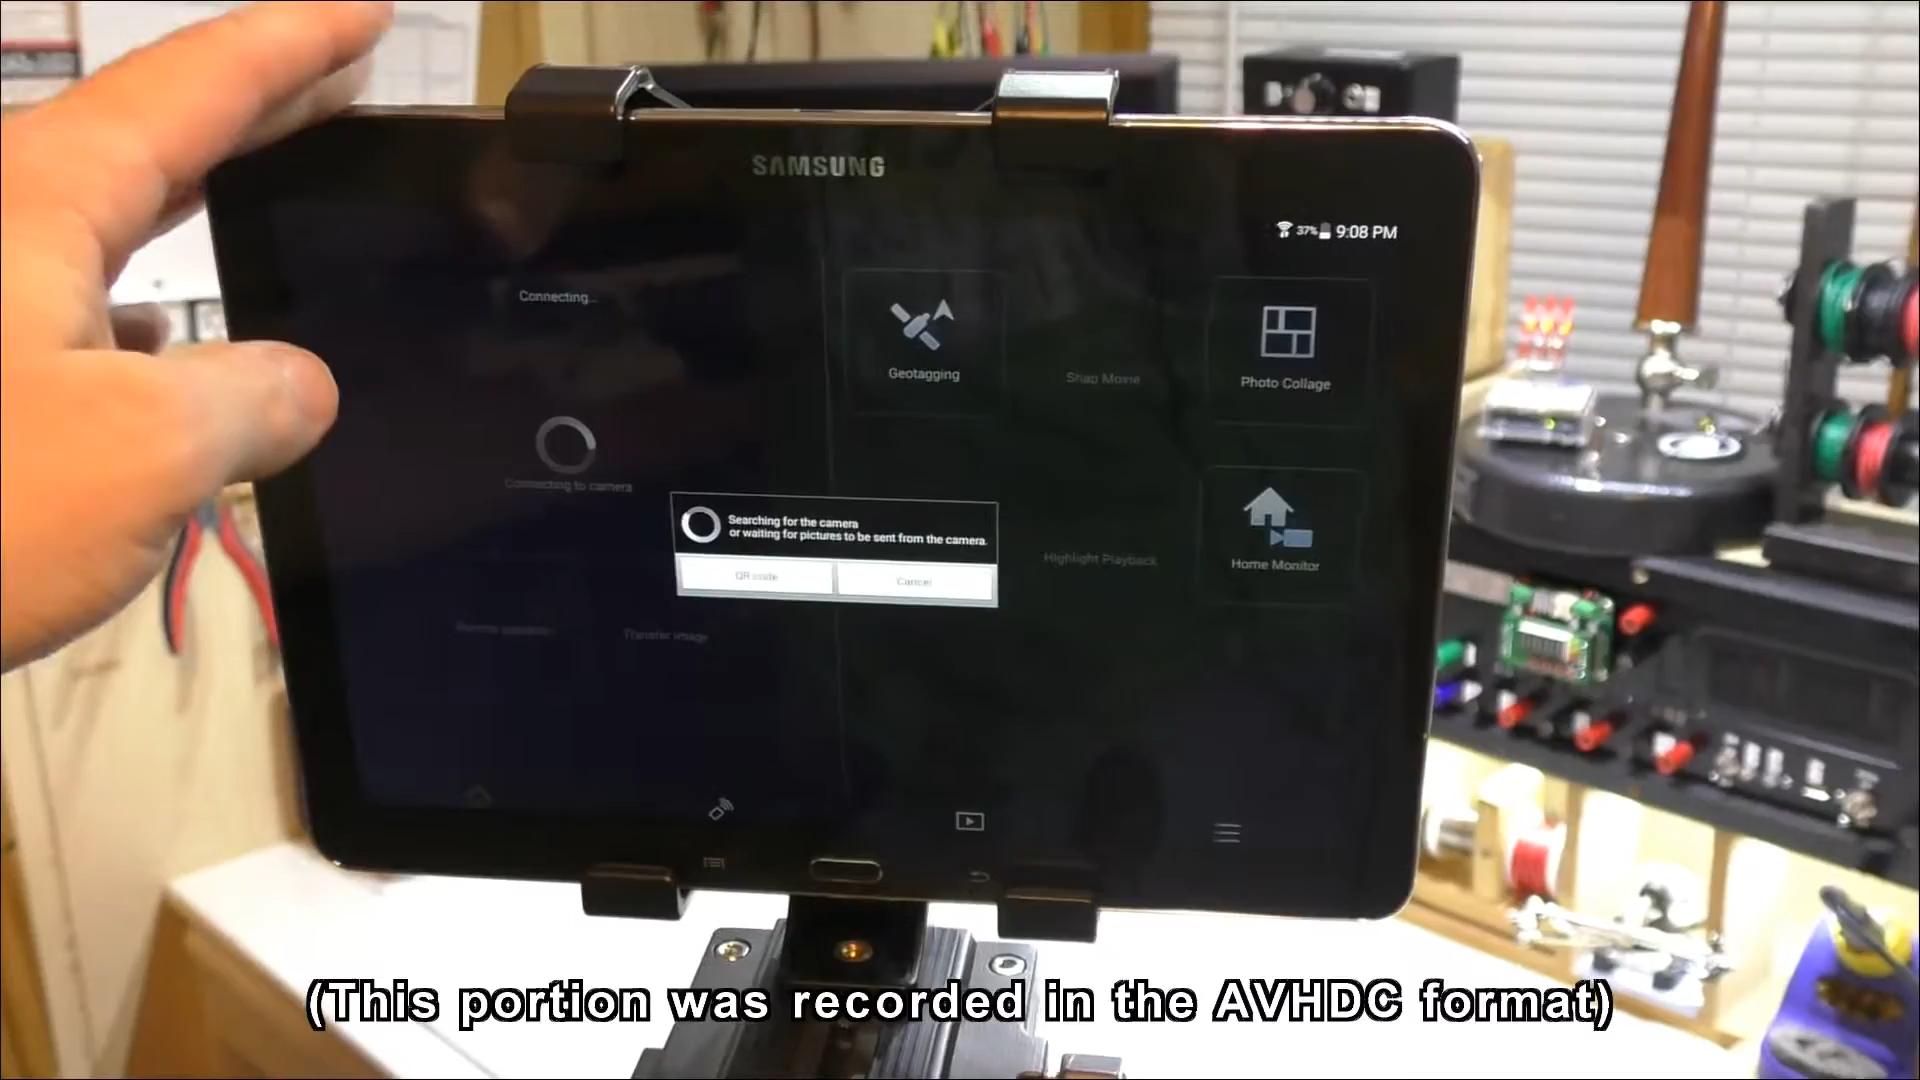 SAMSUNG
37% 9:08 PM
Connecting...
Geotagging
Snap Movie
Photo Collage
Connecting to camera
Searching for the camera
or waiting for pictures to be sent from the camera.
QR code
Cancel
Highlight Playback
Home Monitor
Remote operation
Transfer image
(This portion was recorded in the AVHDC format)